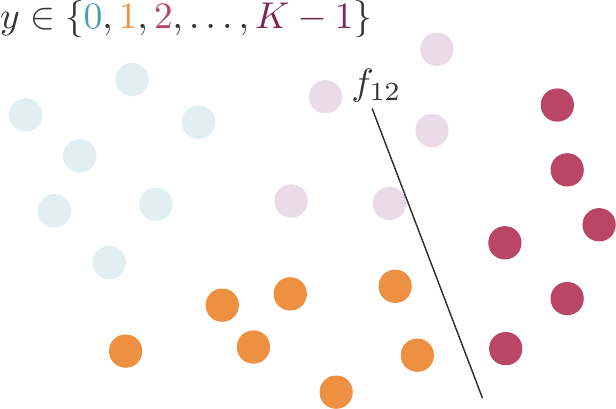 y ∈ {0, 1, 2, . . . , K − 1}
f₁₂